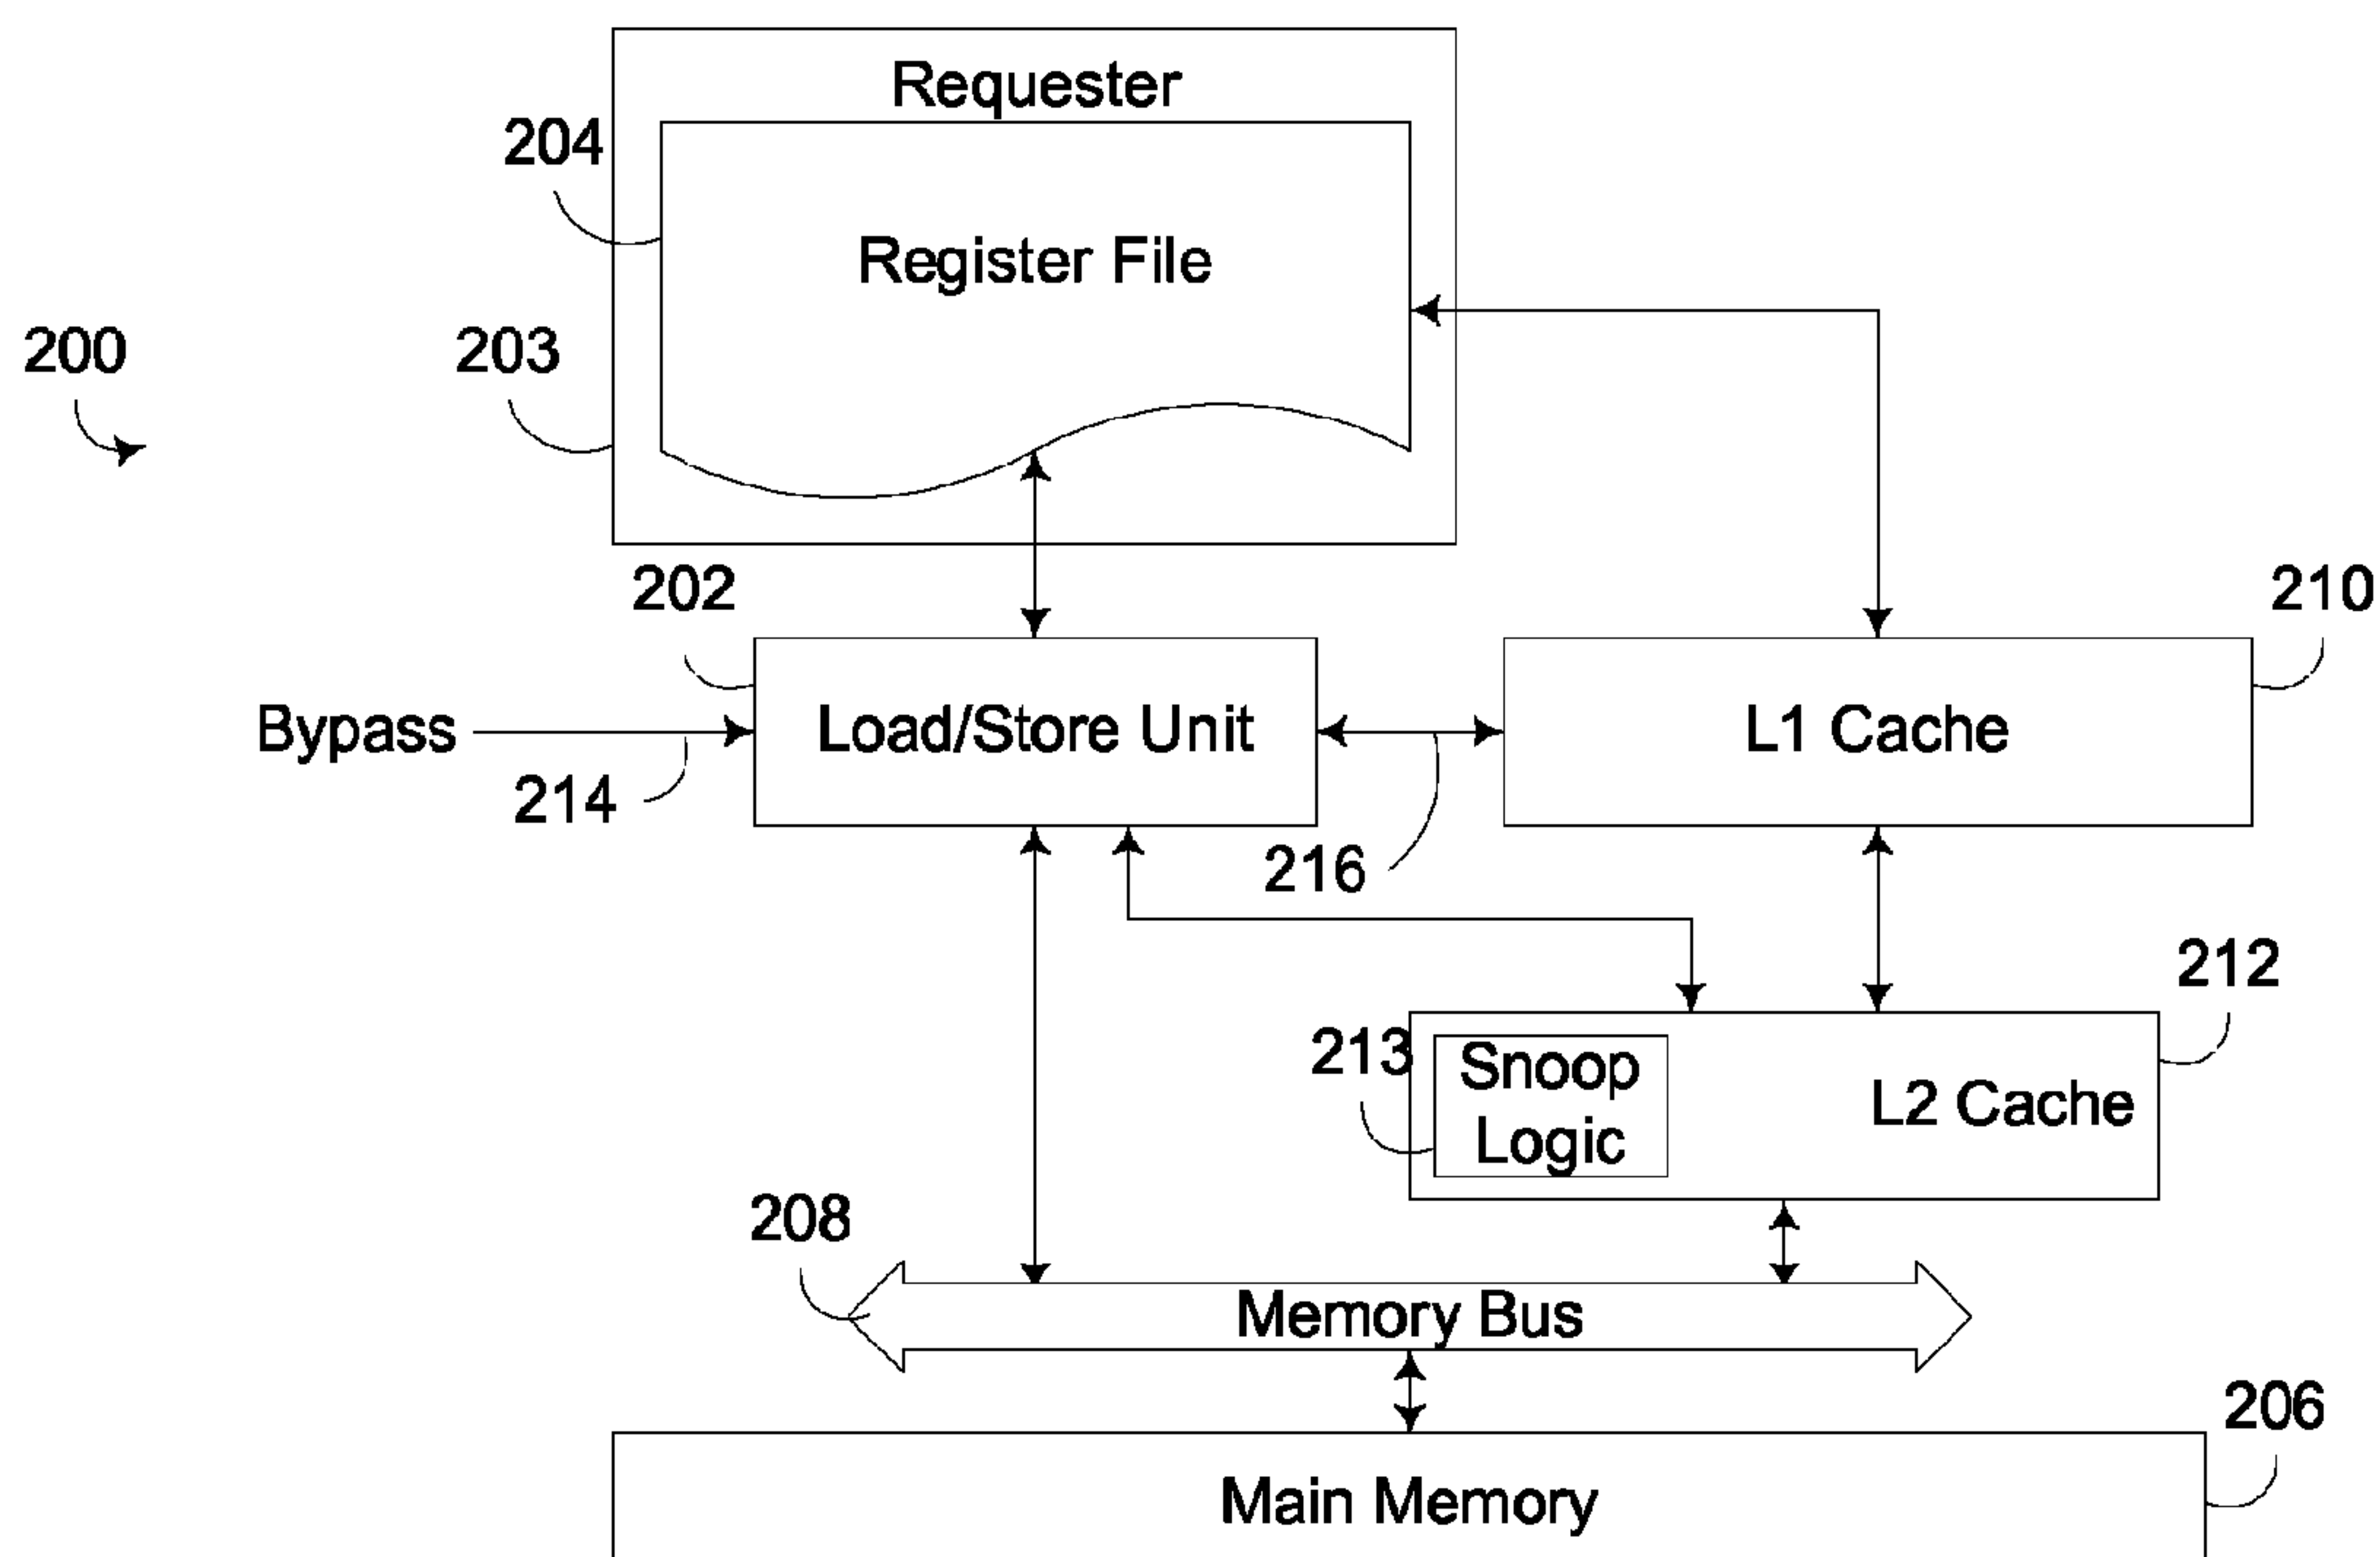 Requester
204
Register File
200
203
202
210
Bypass
Load/Store Unit
L1 Cache
214
216
212
213
Snoop
Logic
L2 Cache
208
Memory Bus
206
Main Memory